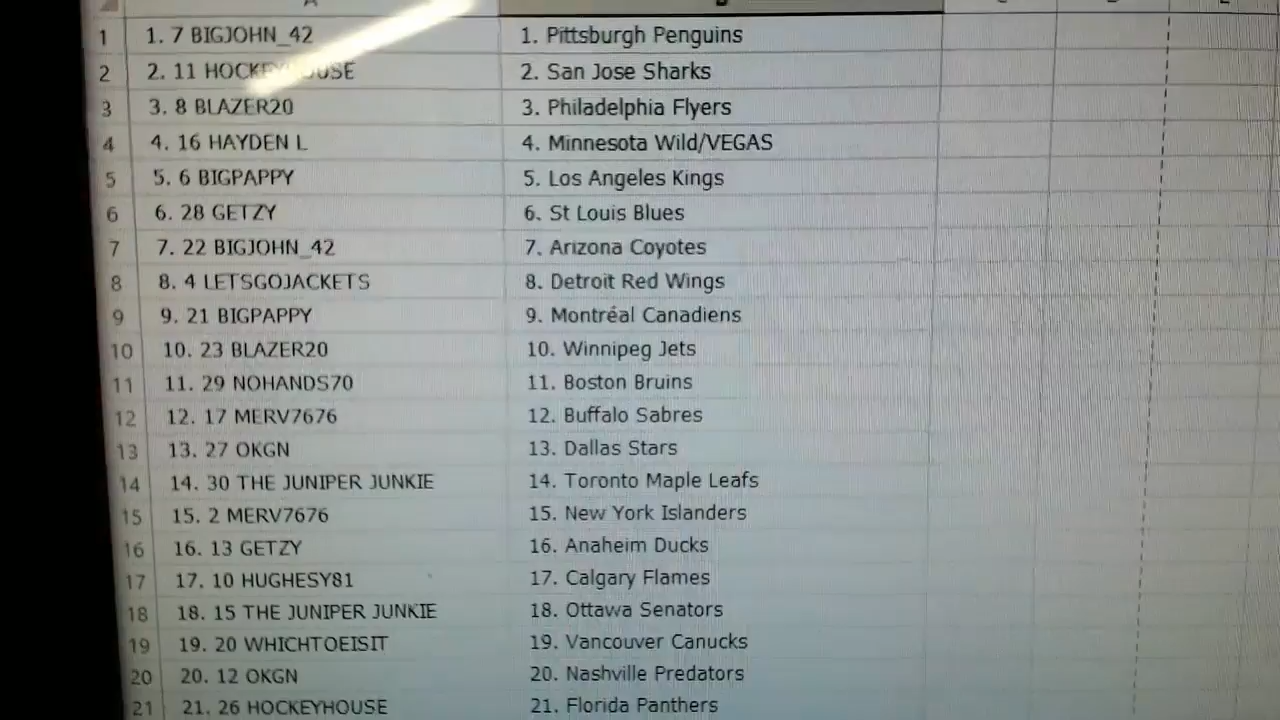 1 1. 7 BIGJOHN_42 1. Pittsburgh Penguins
2 2. 11 HOCKEYHOUSE 2. San Jose Sharks
3 3. 8 BLAZER20 3. Philadelphia Flyers
4 4. 16 HAYDEN L 4. Minnesota Wild/VEGAS
5 5. 6 BIGPAPPY 5. Los Angeles Kings
6 6. 28 GETZY 6. St Louis Blues
7 7. 22 BIGJOHN_42 7. Arizona Coyotes
8 8. 4 LETSGOJACKETS 8. Detroit Red Wings
9 9. 21 BIGPAPPY 9. Montréal Canadiens
10 10. 23 BLAZER20 10. Winnipeg Jets
11 11. 29 NOHANDS70 11. Boston Bruins
12 12. 17 MERV7676 12. Buffalo Sabres
13 13. 27 OKGN 13. Dallas Stars
14 14. 30 THE JUNIPER JUNKIE 14. Toronto Maple Leafs
15 15. 2 MERV7676 15. New York Islanders
16 16. 13 GETZY 16. Anaheim Ducks
17 17. 10 HUGHESY81 17. Calgary Flames
18 18. 15 THE JUNIPER JUNKIE 18. Ottawa Senators
19 19. 20 WHICHTOEISIT 19. Vancouver Canucks
20 20. 12 OKGN 20. Nashville Predators
21 21. 26 HOCKEYHOUSE 21. Florida Panthers